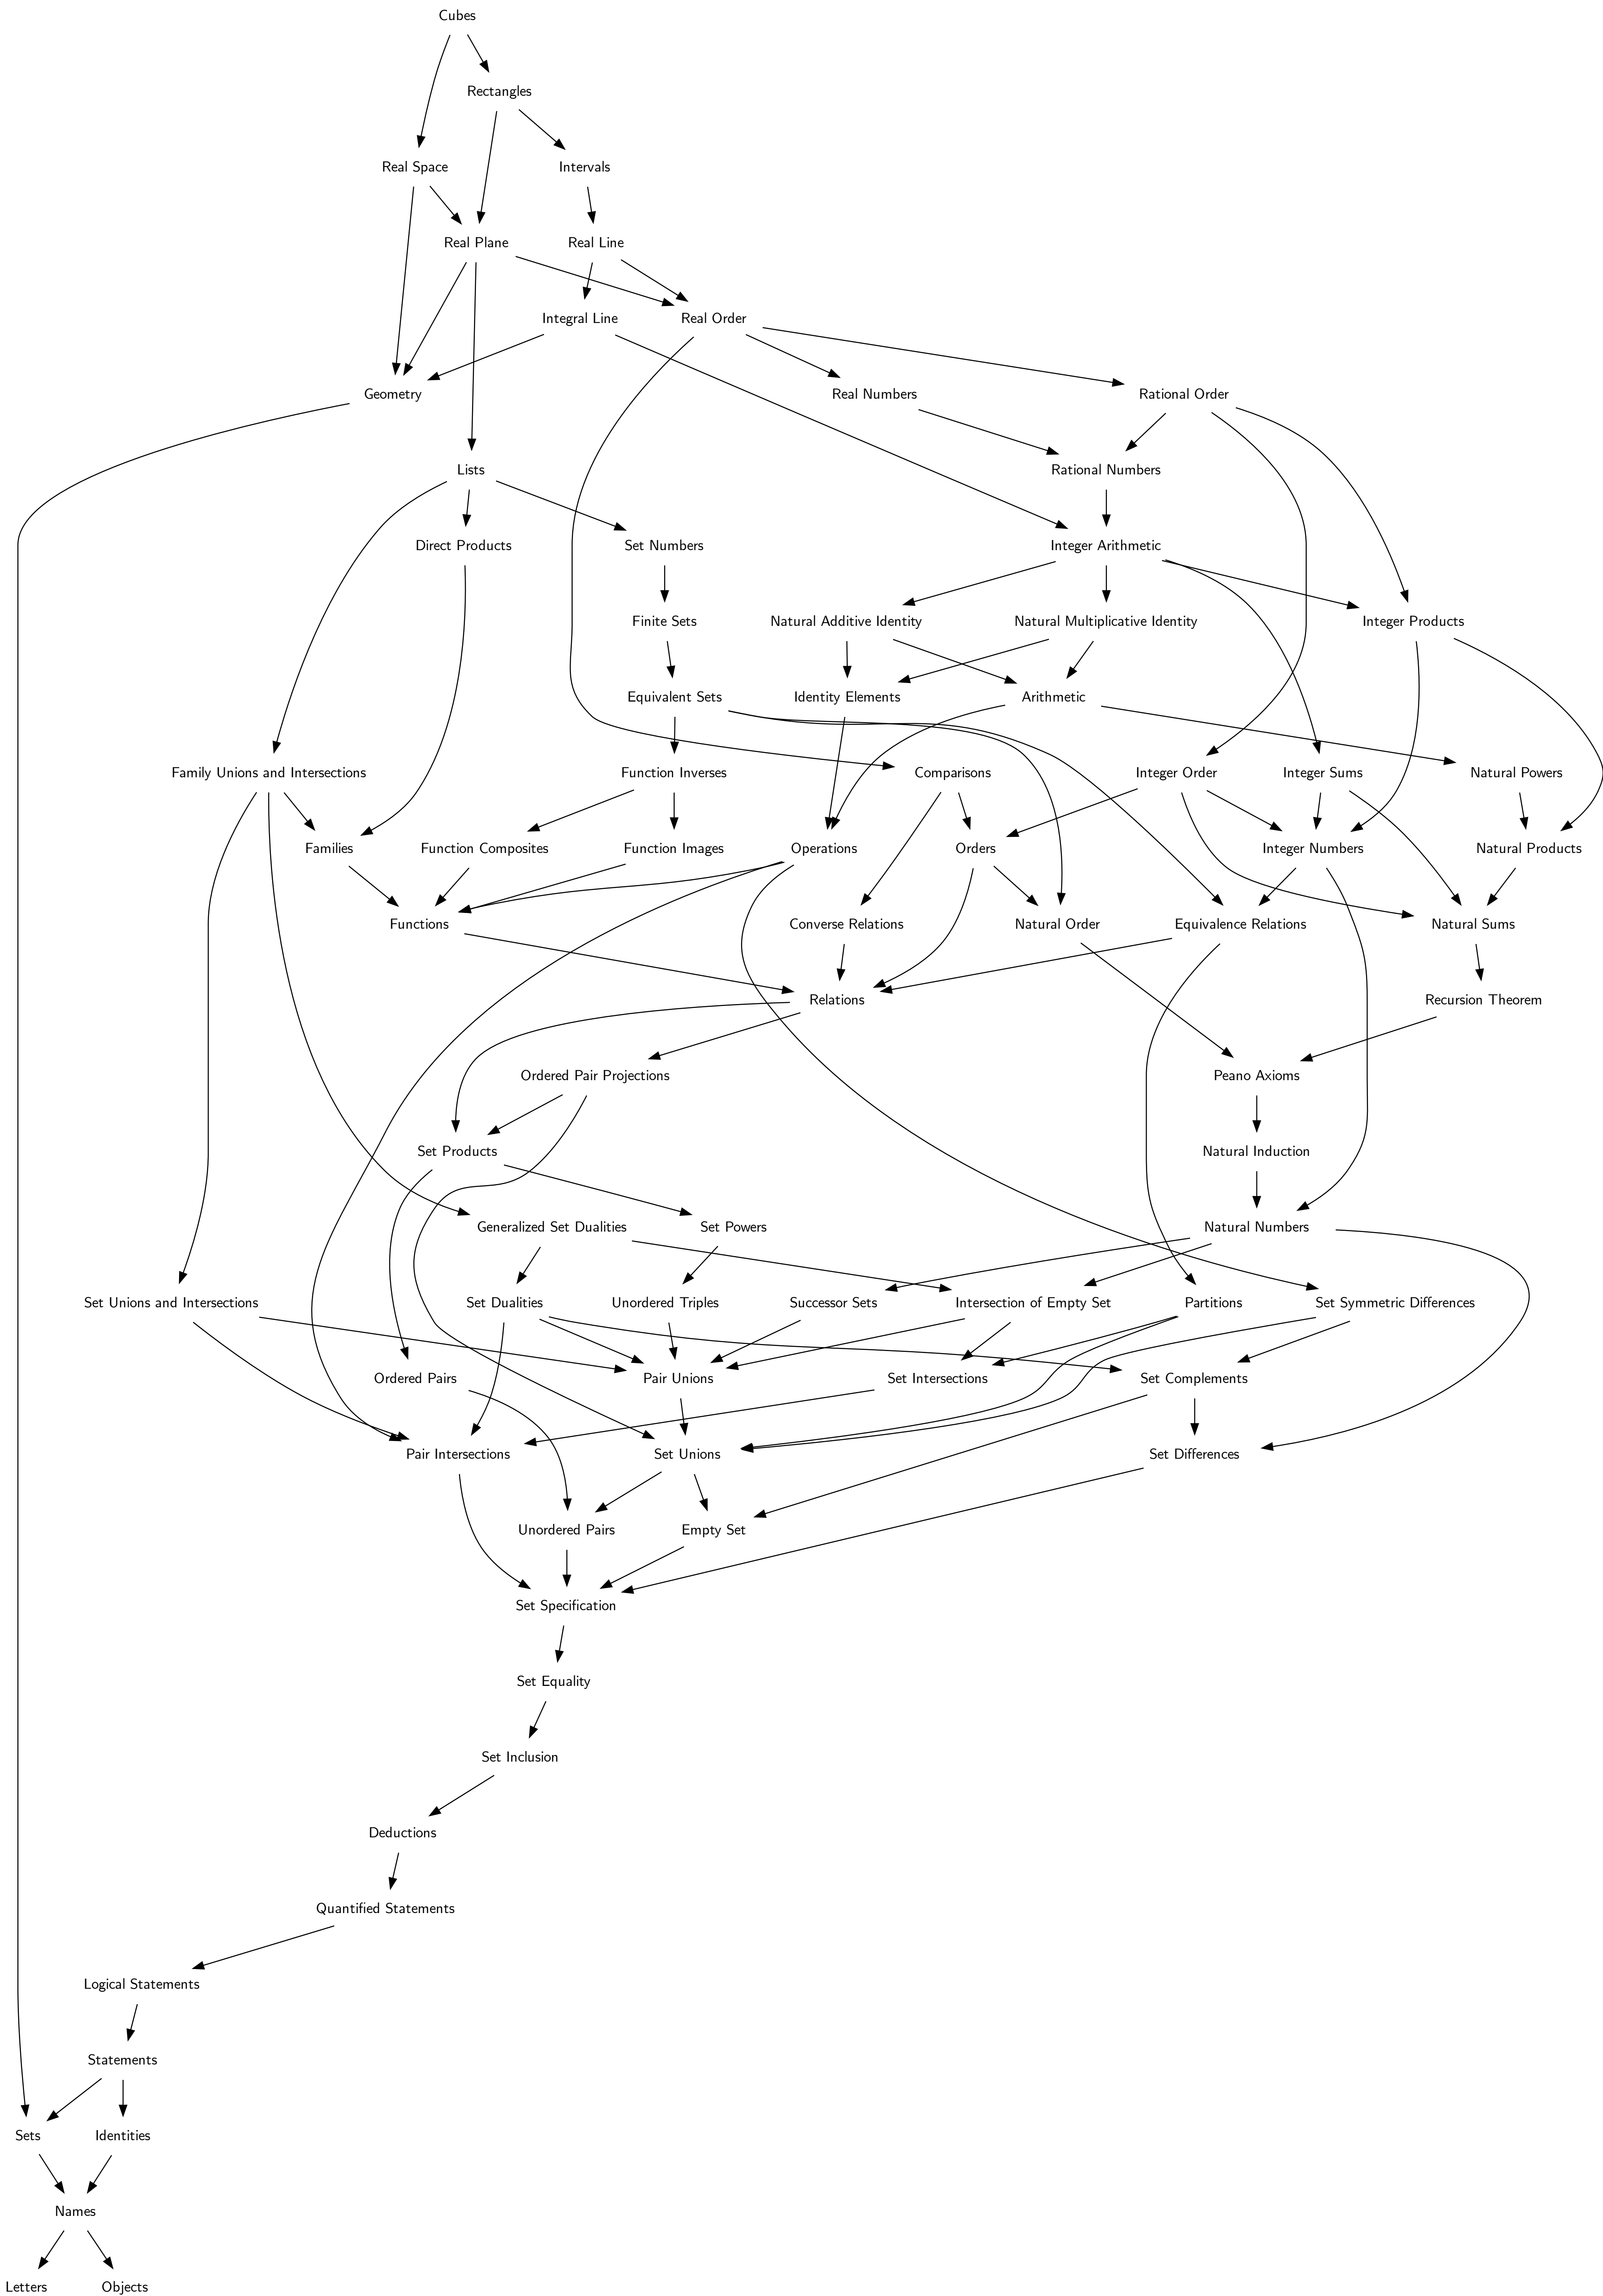 Cubes
Rectangles
Real Space
Intervals
Real Plane
Real Line
Integral Line
Real Order
Geometry
Real Numbers
Rational Order
Lists
Rational Numbers
Direct Products
Set Numbers
Integer Arithmetic
Finite Sets
Natural Additive Identity
Natural Multiplicative Identity
Integer Products
Equivalent Sets
Identity Elements
Arithmetic
Family Unions and Intersections
Function Inverses
Comparisons
Integer Order
Integer Sums
Natural Powers
Families
Function Composites
Function Images
Operations
Orders
Integer Numbers
Natural Products
Functions
Converse Relations
Natural Order
Equivalence Relations
Natural Sums
Relations
Recursion Theorem
Ordered Pair Projections
Peano Axioms
Set Products
Natural Induction
Generalized Set Dualities
Set Powers
Natural Numbers
Set Unions and Intersections
Set Dualities
Unordered Triples
Successor Sets
Intersection of Empty Set
Partitions
Set Symmetric Differences
Ordered Pairs
Pair Unions
Set Intersections
Set Complements
Pair Intersections
Set Unions
Set Differences
Unordered Pairs
Empty Set
Set Specification
Set Equality
Set Inclusion
Deductions
Quantified Statements
Logical Statements
Statements
Sets
Identities
Names
Letters
Objects